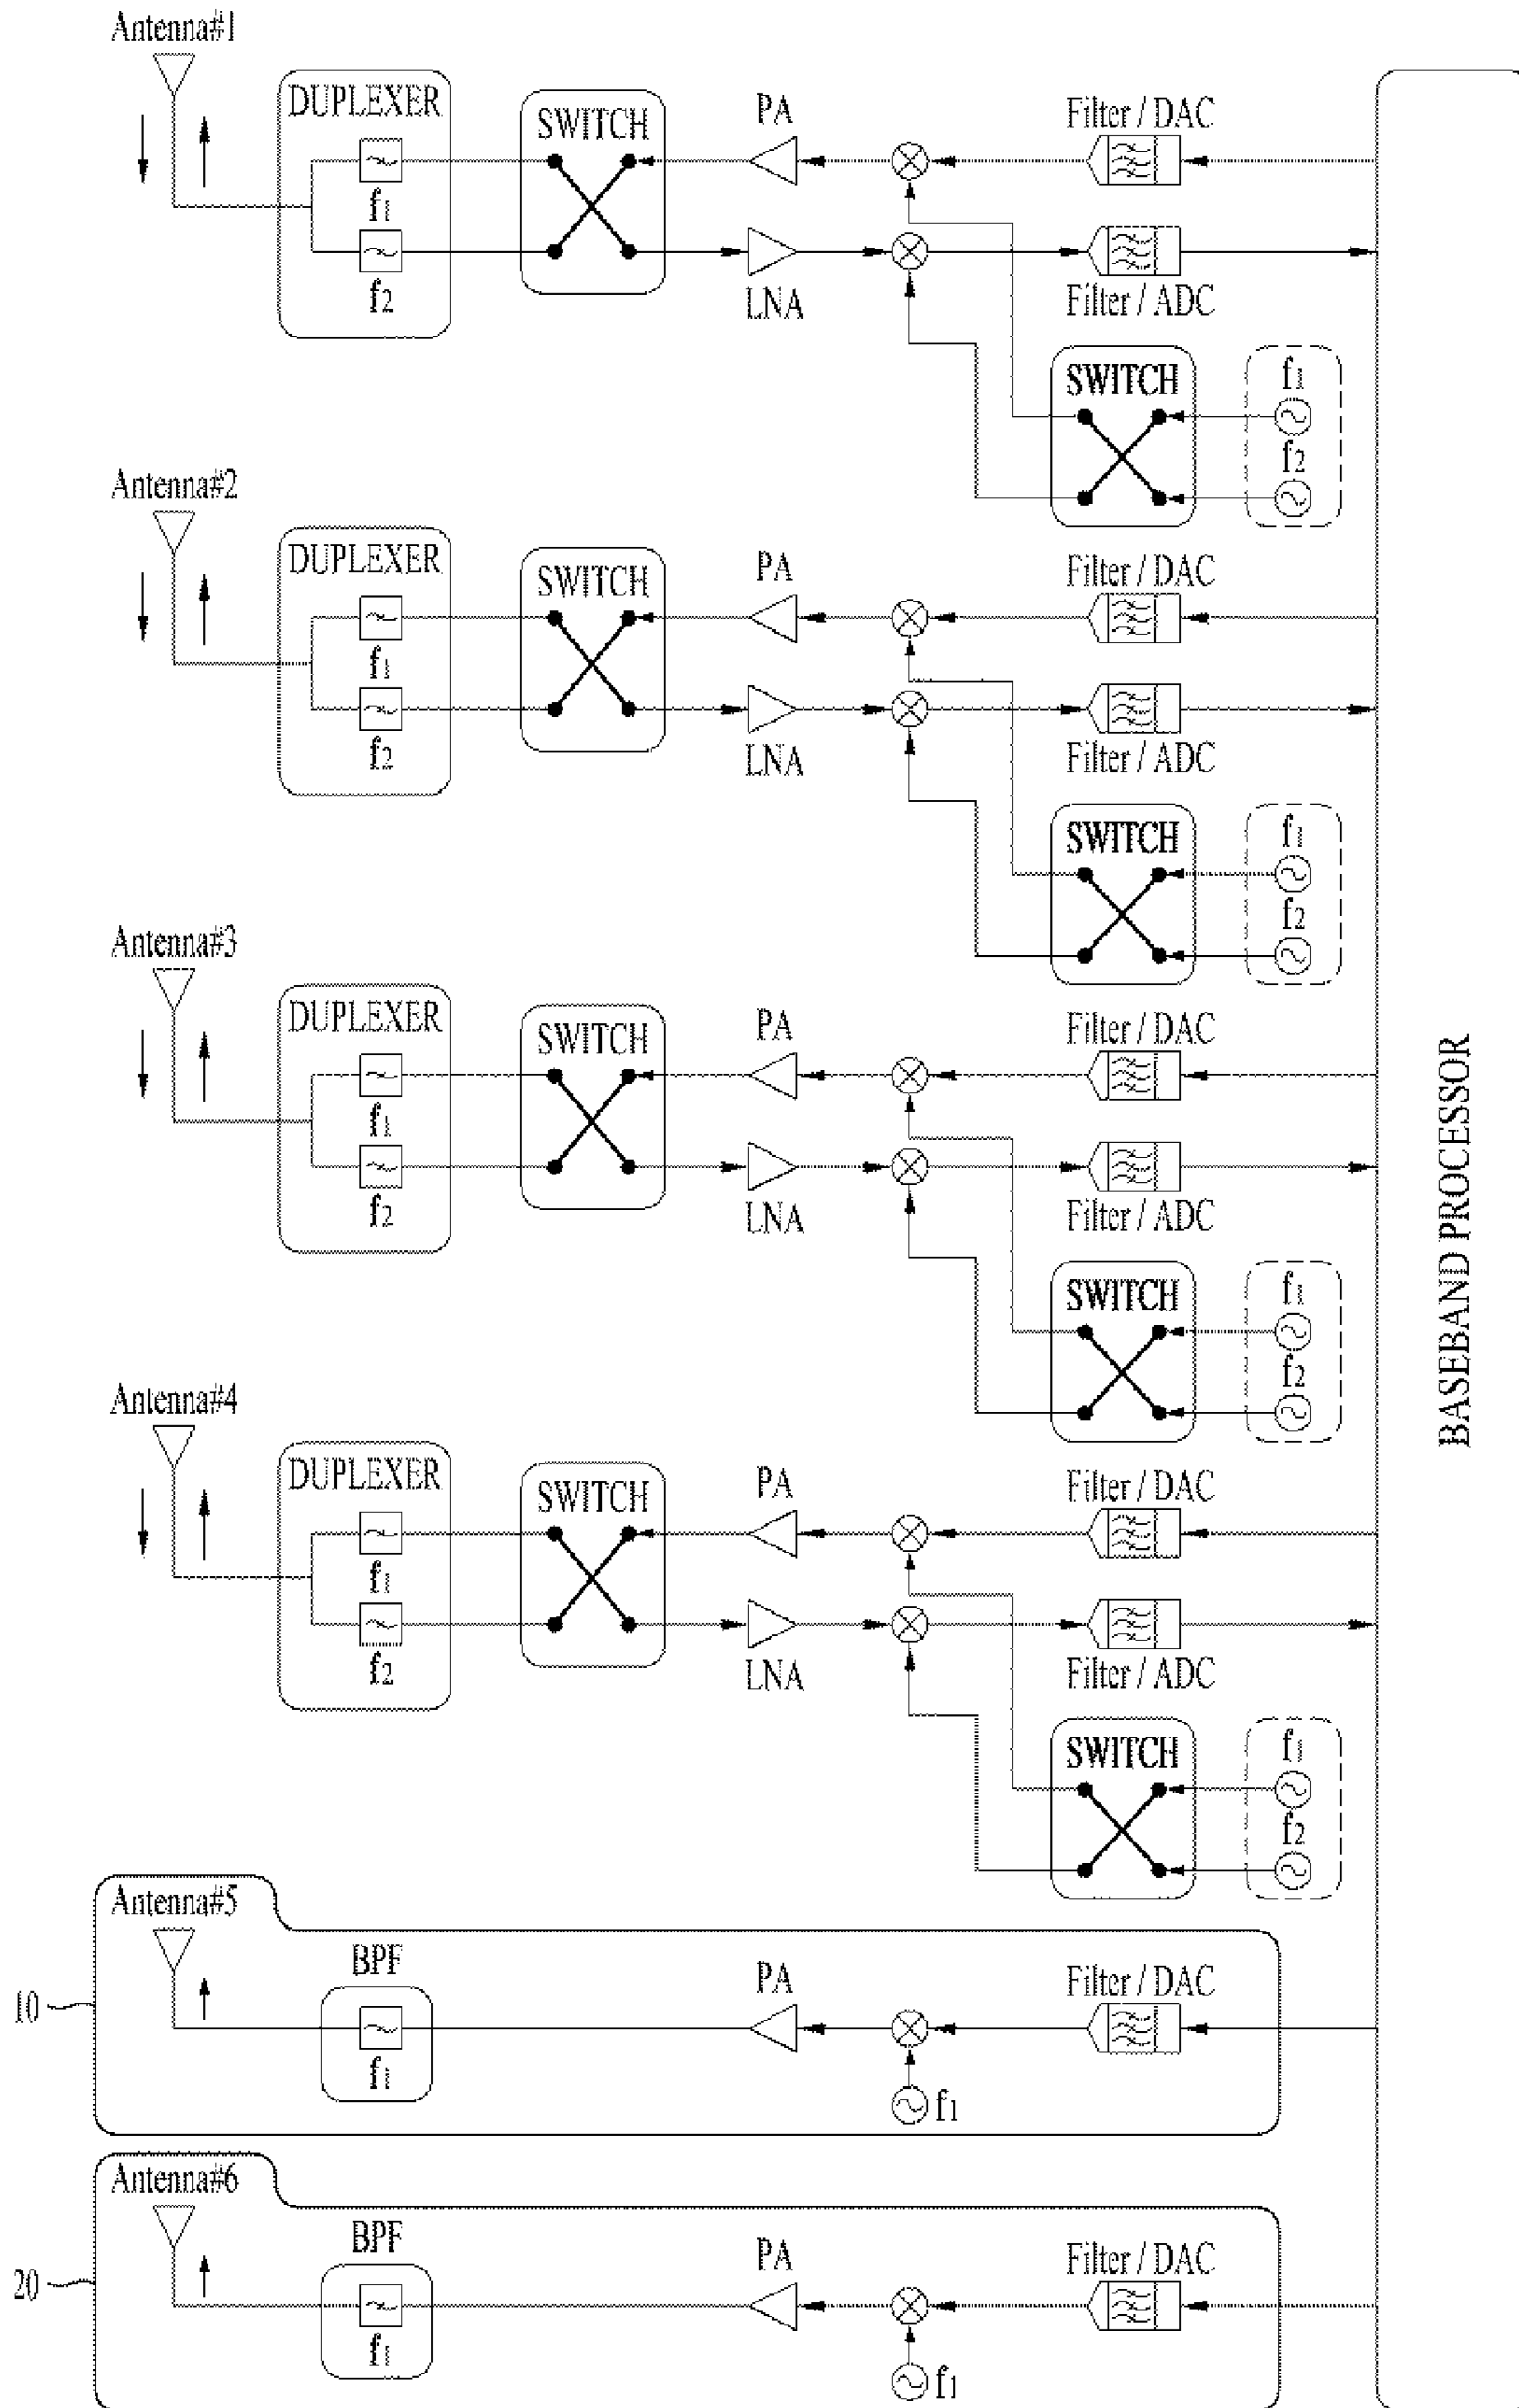 Antenna#1
DUPLEXER
f1
f2
SWITCH
PA
LNA
Filter / DAC
Filter / ADC
SWITCH
f1
f2
Antenna#2
DUPLEXER
f1
f2
SWITCH
PA
LNA
Filter / DAC
Filter / ADC
SWITCH
f1
f2
Antenna#3
DUPLEXER
f1
f2
SWITCH
PA
LNA
Filter / DAC
Filter / ADC
SWITCH
f1
f2
Antenna#4
DUPLEXER
f1
f2
SWITCH
PA
LNA
Filter / DAC
Filter / ADC
SWITCH
f1
f2
BASEBAND PROCESSOR
10
Antenna#5
BPF
f1
PA
f1
Filter / DAC
20
Antenna#6
BPF
f1
PA
f1
Filter / DAC